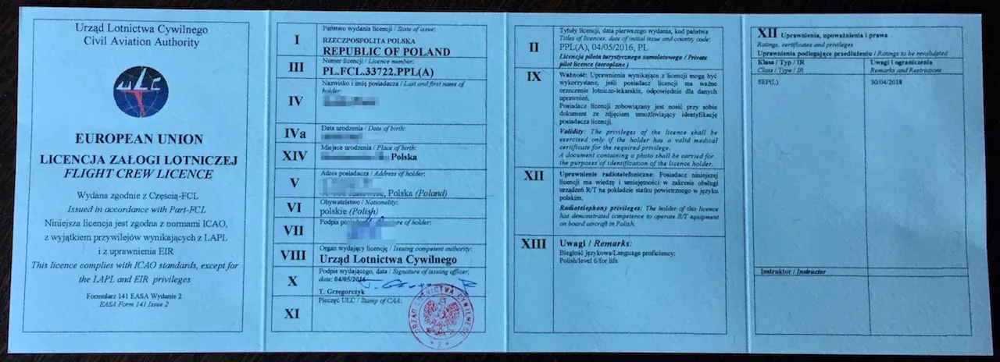 Urząd Lotnictwa Cywilnego
Civil Aviation Authority
ULC
EUROPEAN UNION
LICENCJA ZAŁOGI LOTNICZEJ
FLIGHT CREW LICENCE
Wydana zgodnie z Częścią-FCL
Issued in accordance with Part-FCL
Niniejsza licencja jest zgodna z normami ICAO,
z wyjątkiem przywilejów wynikających z LAPL
i z uprawnienia EIR
This licence complies with ICAO standards, except for
the LAPL and EIR privileges
Formularz 141 EASA Wydanie 2
EASA Form 141 Issue 2
I
Państwo wydania licencji / State of issue:
RZECZPOSPOLITA POLSKA
REPUBLIC OF POLAND
III
Numer licencji / Licence number:
PL.FCL.33722.PPL(A)
IV
Nazwisko i imię posiadacza / Last and first name of
holder:
IVa
Data urodzenia / Date of birth:
XIV
Miejsce urodzenia / Place of birth:
Polska
V
Adres posiadacza / Address of holder:
, Polska (Poland)
VI
Obywatelstwo / Nationality:
polskie (Polish)
VII
Podpis of holder:
VIII
Organ wydający licencję / Issuing competent authority:
Urząd Lotnictwa Cywilnego
X
Podpis wydającego, data / Signature of issuing officer,
date: 04/05/2016
T. Grzegorczyk
XI
Pieczęć ULC / Stamp of CAA:
URZĄD LOTNICTWA CYWILNEGO
* 2 *
II
Tytuły licencji, data pierwszego wydania, kod państwa
Titles of licences, date of initial issue and country code:
PPL(A), 04/05/2016, PL
Licencja pilota turystycznego samolotowego / Private
pilot licence (aeroplane)
IX
Ważność: Uprawnienia wynikające z licencji mogą być
wykorzystane, jeśli posiadacz licencji ma ważne
orzeczenie lotniczo-lekarskie, odpowiednie dla danych
uprawnień.
Posiadacz licencji zobowiązany jest nosić przy sobie
dokument ze zdjęciem umożliwiający identyfikację
posiadacza licencji.
Validity: The privileges of the licence shall be
exercised only if the holder has a valid medical
certificate for the required privilege.
A document containing a photo shall be carried for
the purposes of identification of the licence holder.
XII
Uprawnienie radiotelefoniczne: Posiadacz niniejszej
licencji ma wiedzę i umiejętności w zakresie obsługi
urządzeń R/T na pokładzie statku powietrznego w języku
polskim.
Radiotelephony privileges: The holder of this licence
has demonstrated competence to operate R/T equipment
on board aircraft in Polish.
XIII
Uwagi / Remarks:
Biegłość językowa/Language proficiency:
Polish/level 6/for life
XII Uprawnienia, upoważnienia i prawa
Ratings, certificates and privileges
Uprawnienia podlegające przedłużeniu / Ratings to be revalidated
Klasa / Typ / IR
Class / Type / IR
Uwagi i ograniczenia
Remarks and Restrictions
SEP(L)
30/04/2018
Instruktor / Instructor